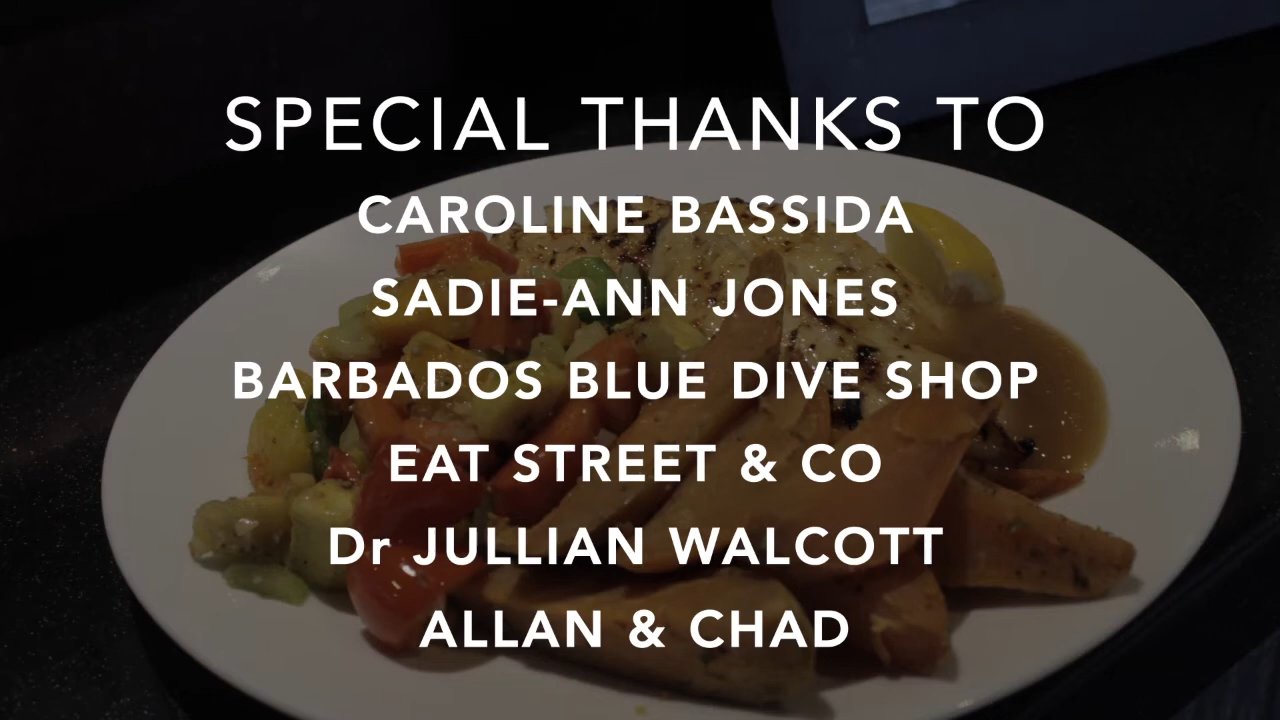 SPECIAL THANKS TO
CAROLINE BASSIDA
SADIE-ANN JONES
BARBADOS BLUE DIVE SHOP
EAT STREET & CO
Dr JULLIAN WALCOTT
ALLAN & CHAD